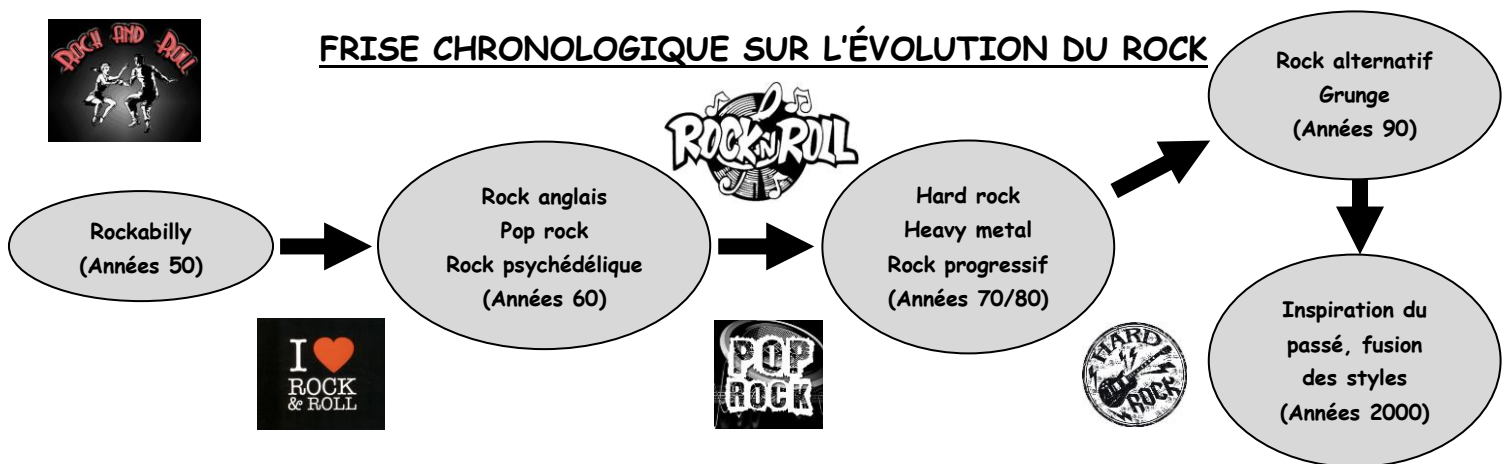 ROCK AND ROLL
FRISE CHRONOLOGIQUE SUR L'ÉVOLUTION DU ROCK
ROCK'N ROLL
Rockabilly
(Années 50)
Rock anglais
Pop rock
Rock psychédélique
(Années 60)
Hard rock
Heavy metal
Rock progressif
(Années 70/80)
Rock alternatif
Grunge
(Années 90)
Inspiration du
passé, fusion
des styles
(Années 2000)
I
ROCK
& ROLL
POP
ROCK
HARD
ROCK